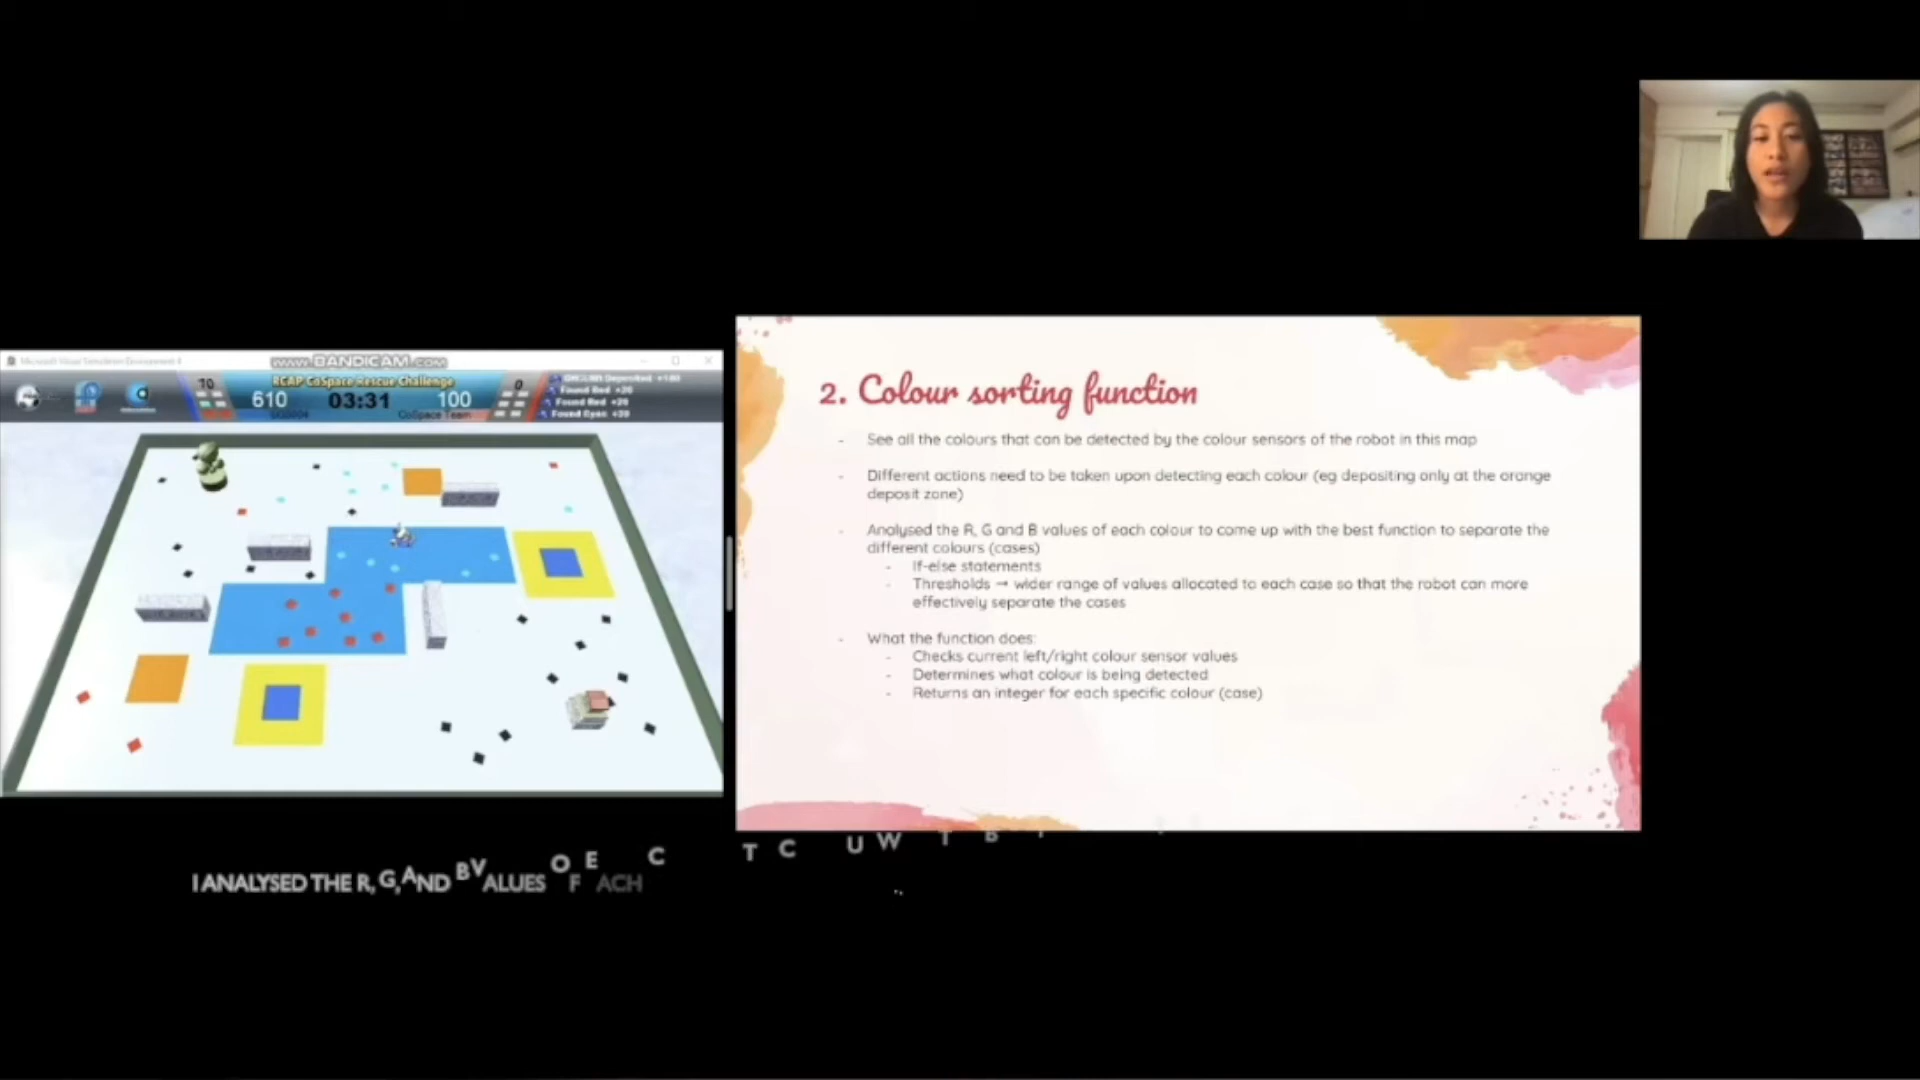 www.BANDICAM.com
RCAP CoSpace Rescue Challenge
610 03:31 100
CoSpace Team
0
Found Red +20
Found Red +20
Found Cyan +20
2. Colour sorting function
- See all the colours that can be detected by the colour sensors of the robot in this map
- Different actions need to be taken upon detecting each colour (eg depositing only at the orange
deposit zone)
- Analysed the R, G and B values of each colour to come up with the best function to separate the
different colours (cases)
- If-else statements
- Thresholds → wider range of values allocated to each case so that the robot can more
effectively separate the cases
- What the function does:
- Checks current left/right colour sensor values
- Determines what colour is being detected
- Returns an integer for each specific colour (case)
I ANALYSED THE R, G, AND B VALUES OF EACH C T C U W T B